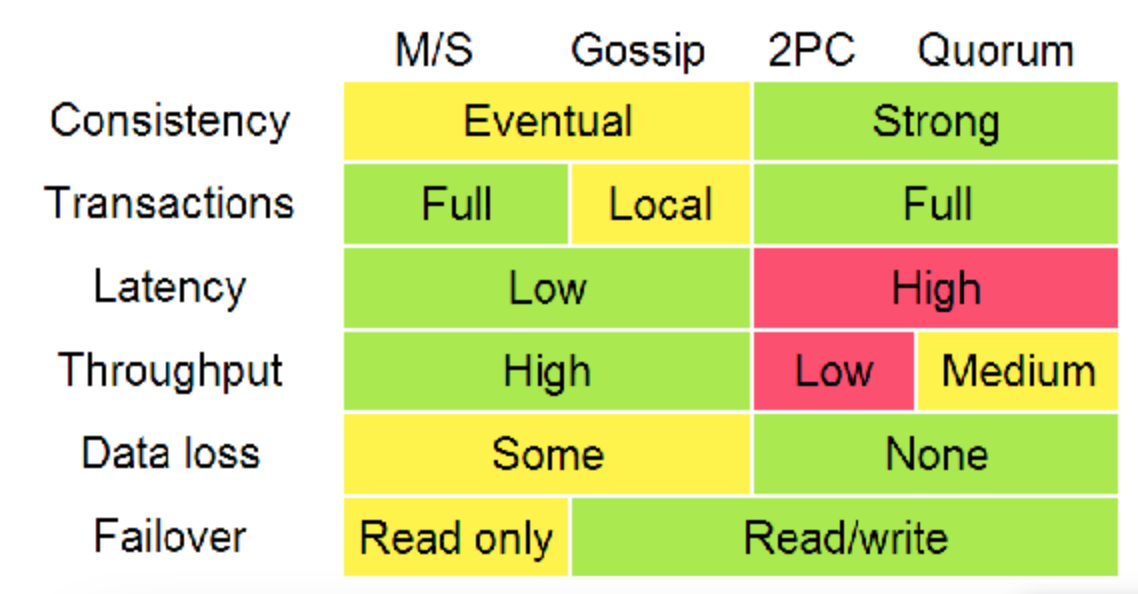 M/S Gossip 2PC Quorum
Consistency Eventual Strong
Transactions Full Local Full
Latency Low High
Throughput High Low Medium
Data loss Some None
Failover Read only Read/write